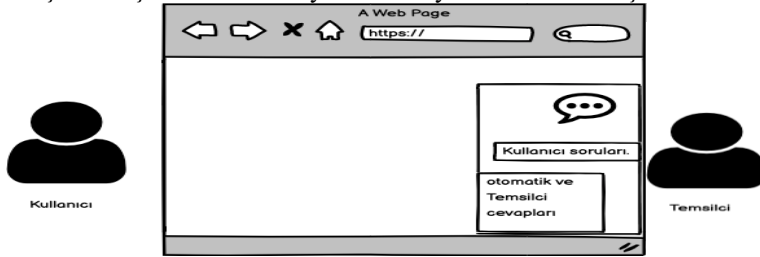 A Web Page
https://
Kullanıcı soruları.
otomatik ve
Temsilci
cevapları
Kullanıcı
Temsilci